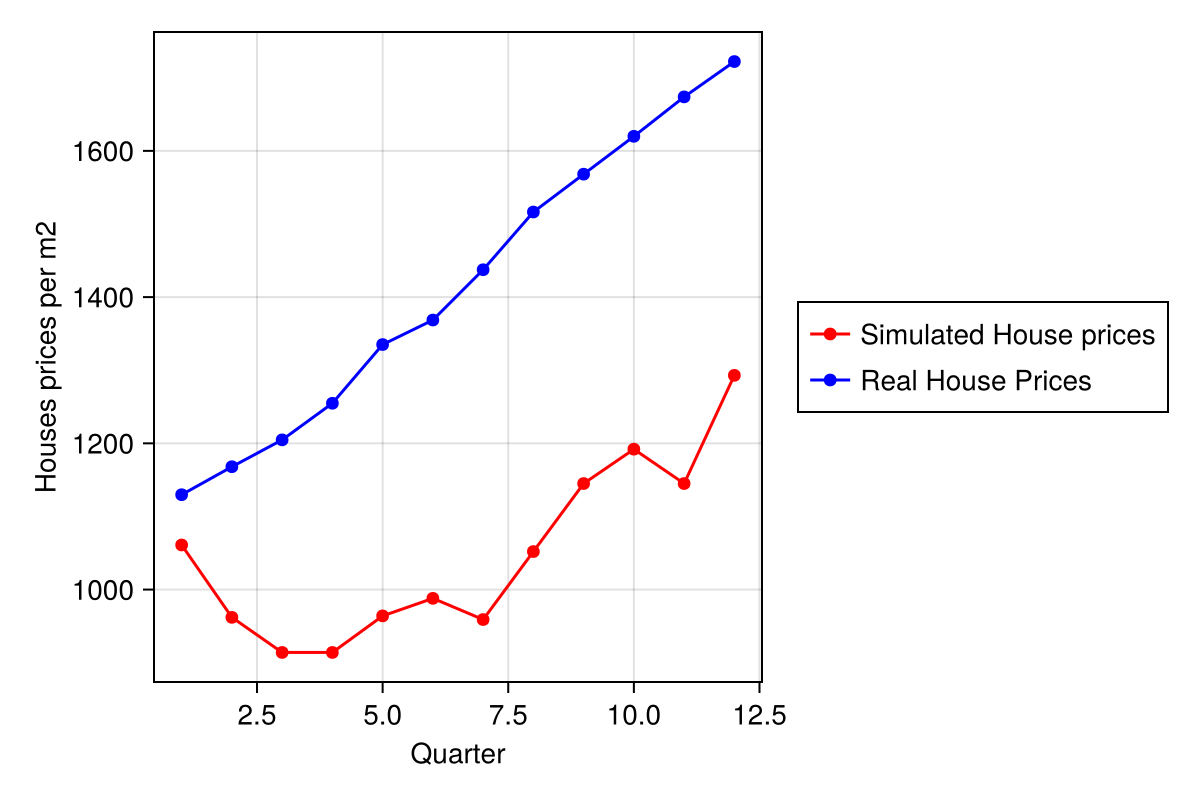 Houses prices per m2
1600
1400
1200
1000
2.5 5.0 7.5 10.0 12.5
Quarter
Simulated House prices
Real House Prices